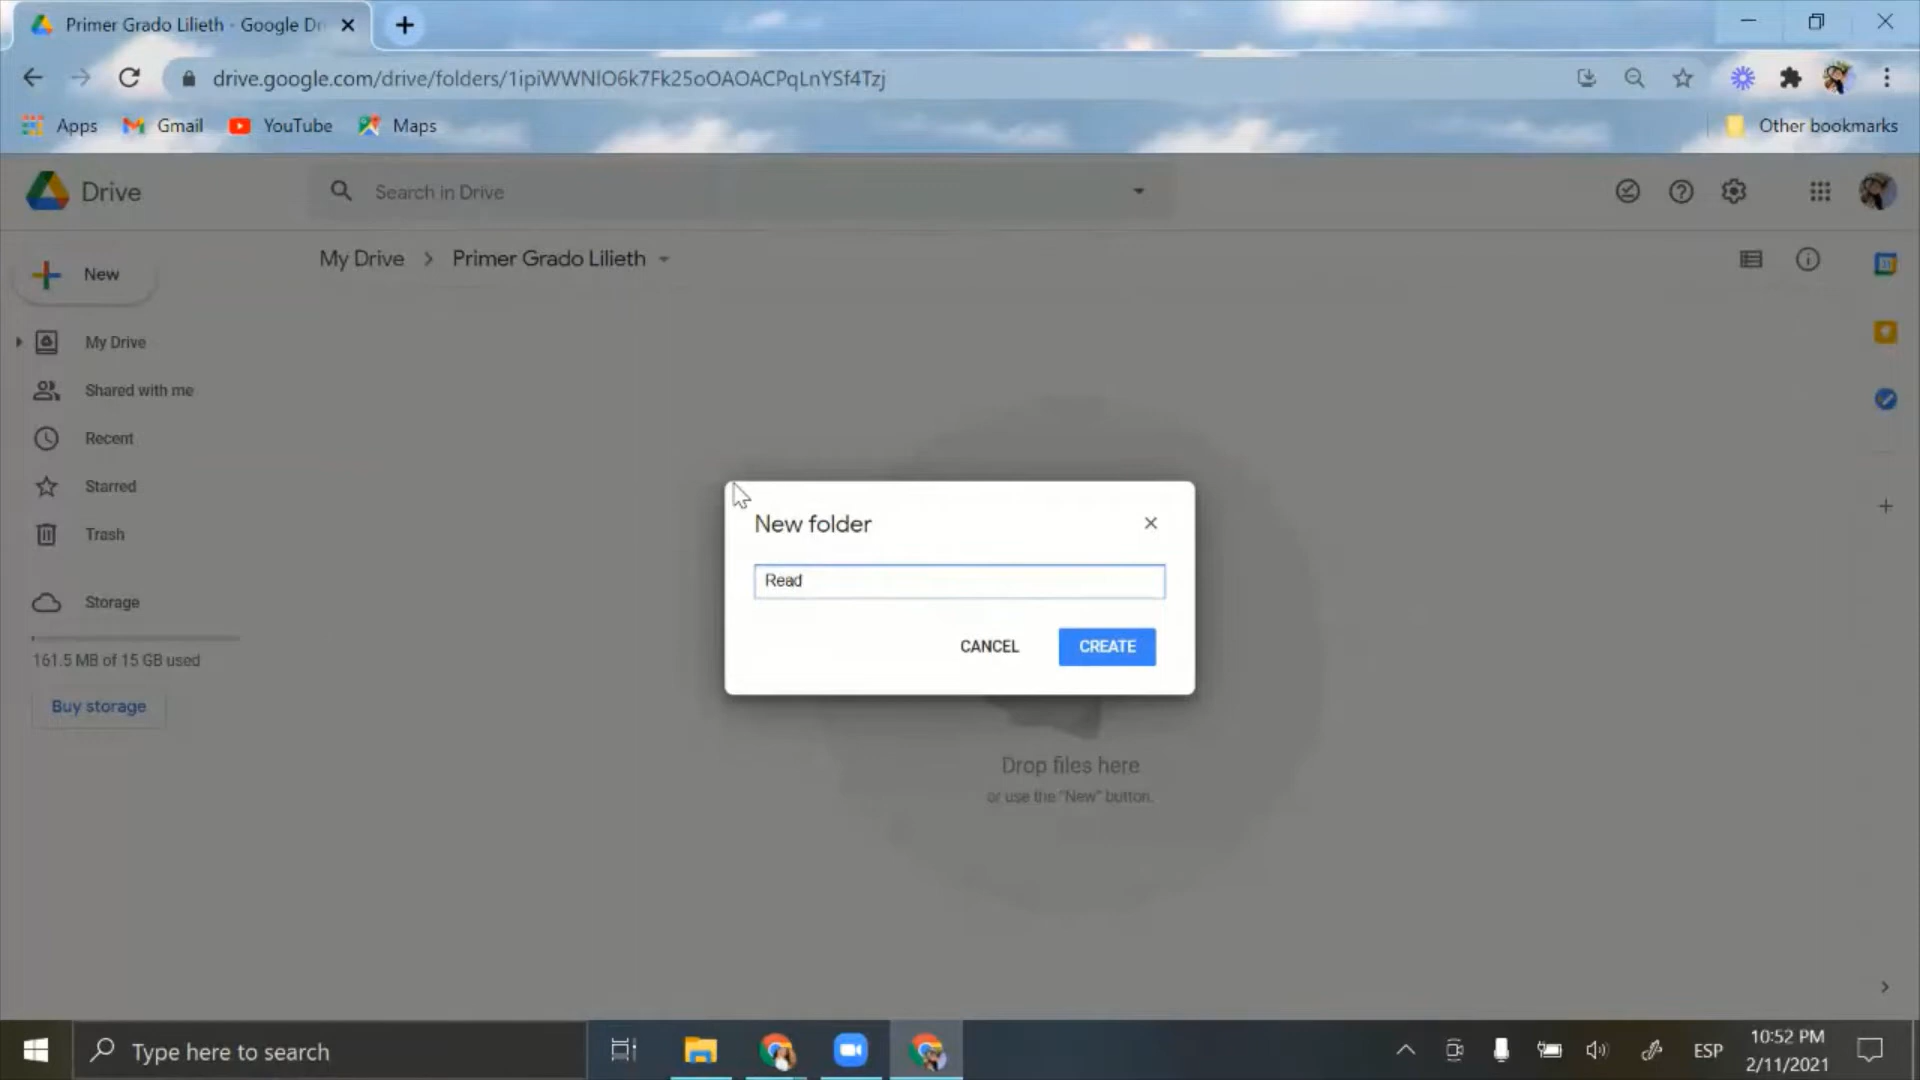 Primer Grado Lilieth - Google Dr
drive.google.com/drive/folders/1ipiWWNlO6k7Fk25oOAOACPqLnYSf4Tzj
Apps Gmail YouTube Maps Other bookmarks
Drive Search in Drive
New My Drive Primer Grado Lilieth
My Drive
Shared with me
Recent
Starred
Trash
Storage
161.5 MB of 15 GB used
Buy storage
New folder
Read
CANCEL CREATE
Drop files here
or use the "New" button.
Type here to search ESP 10:52 PM
2/11/2021